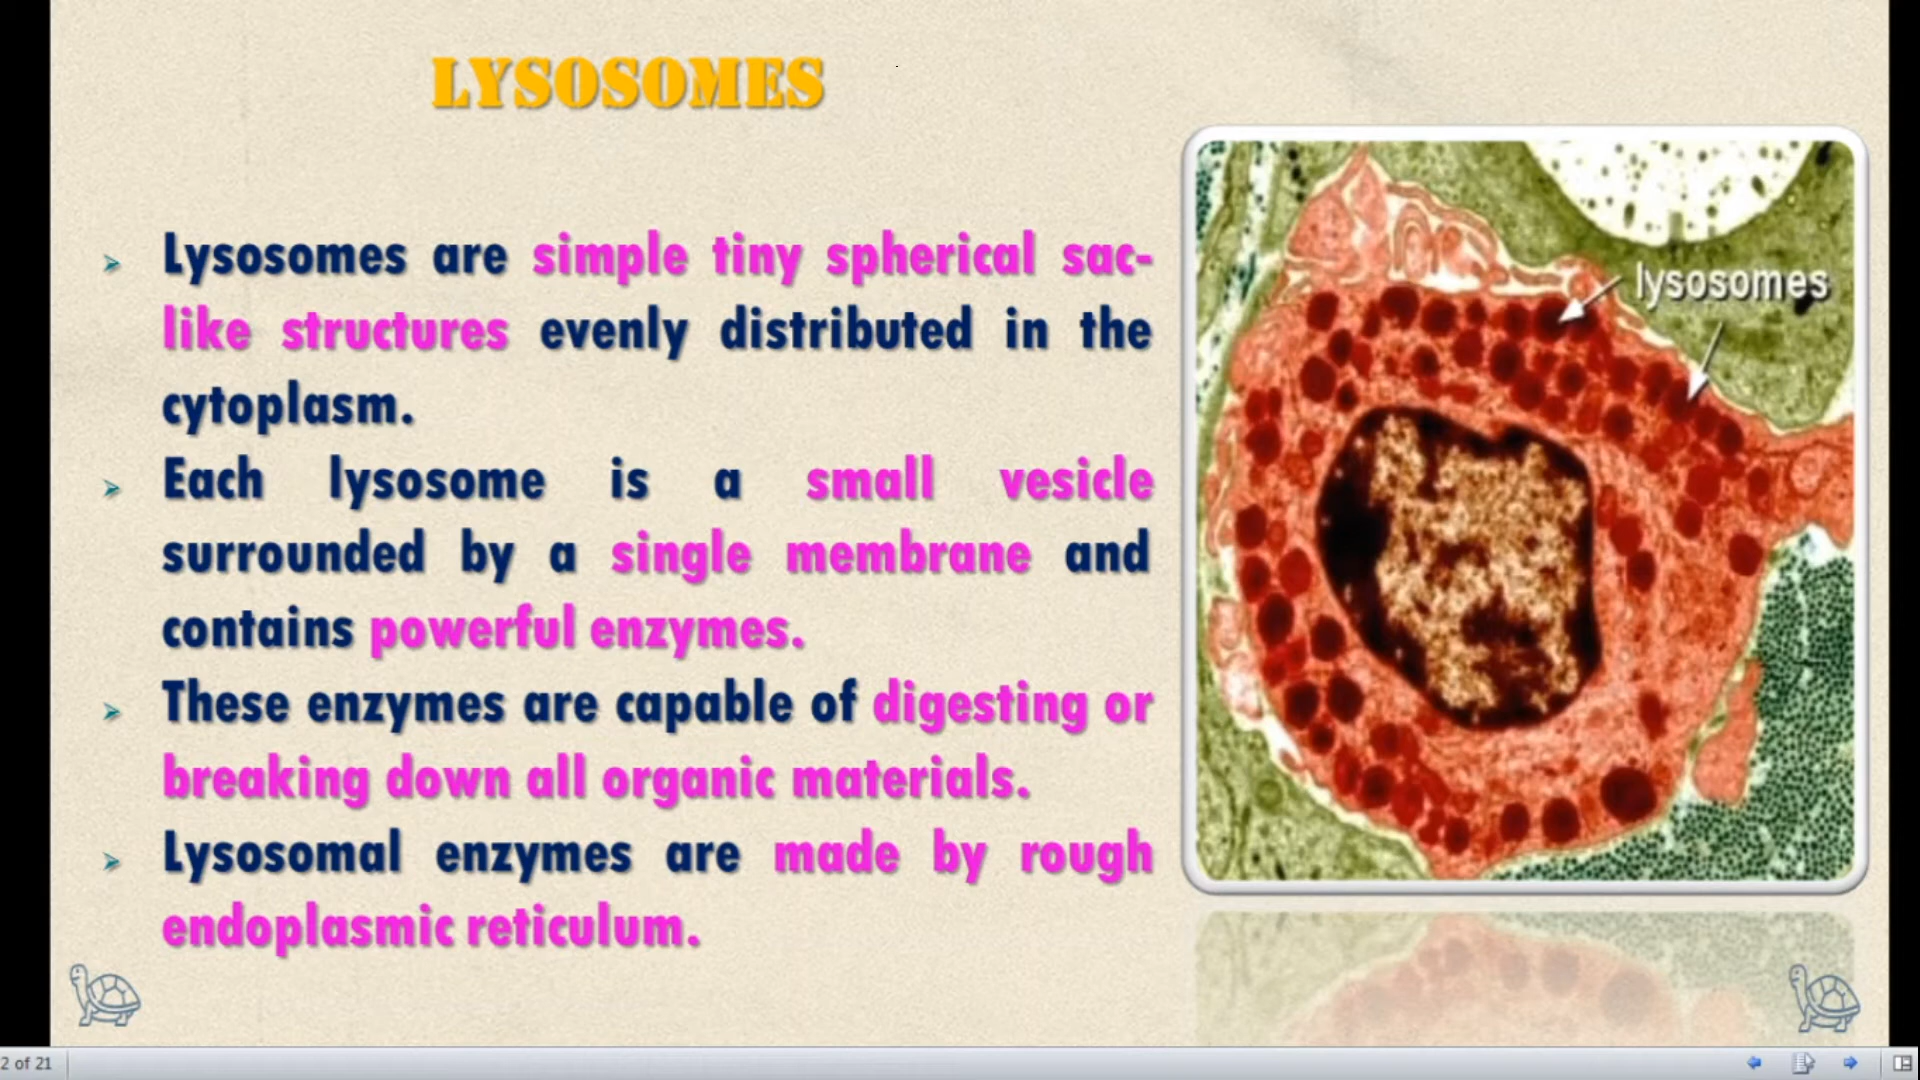 LYSOSOMES
Lysosomes are simple tiny spherical sac-
like structures evenly distributed in the
cytoplasm.
Each lysosome is a small vesicle
surrounded by a single membrane and
contains powerful enzymes.
These enzymes are capable of digesting or
breaking down all organic materials.
Lysosomal enzymes are made by rough
endoplasmic reticulum.
lysosomes
2 of 21